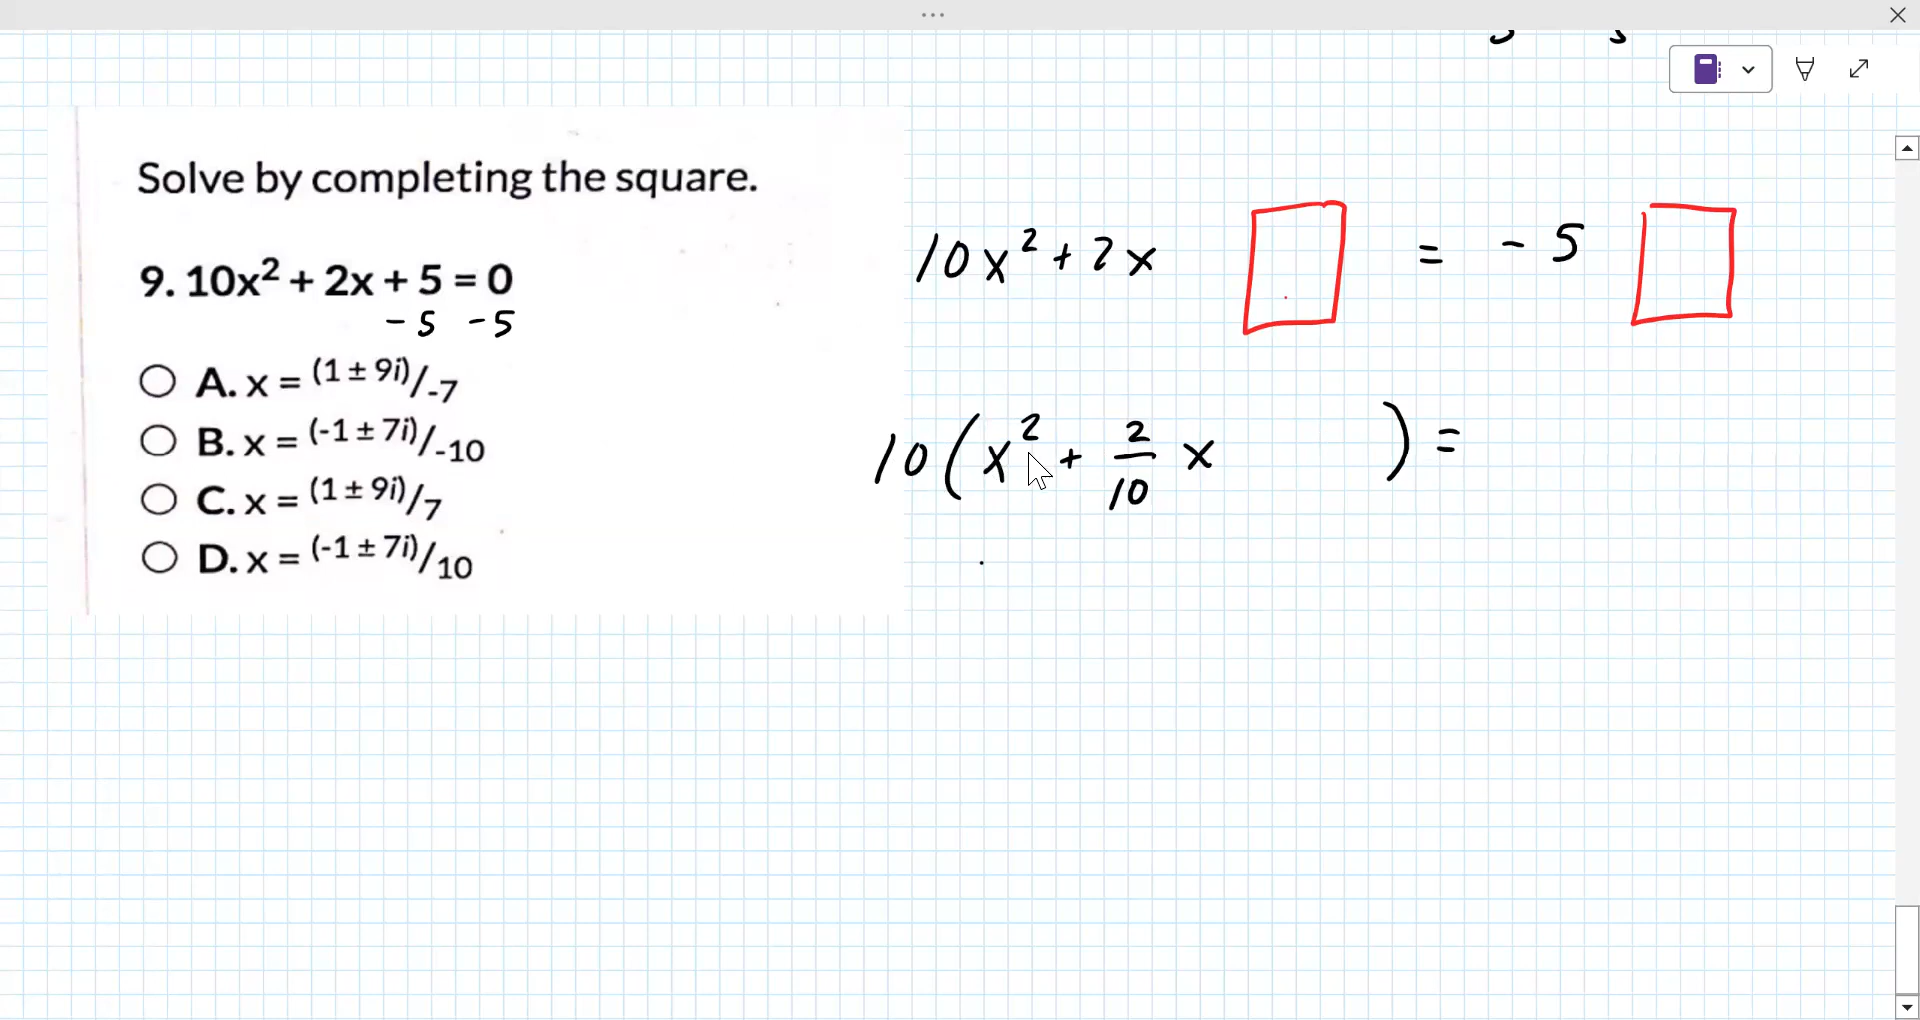 Solve by completing the square.
10x² + 2x = - 5
9. 10x² + 2x + 5 = 0
- 5 - 5
A. x = (1 ± 9i)/-7
B. x = (-1 ± 7i)/-10
10(x² + 2/10 x ) =
C. x = (1 ± 9i)/7
D. x = (-1 ± 7i)/10